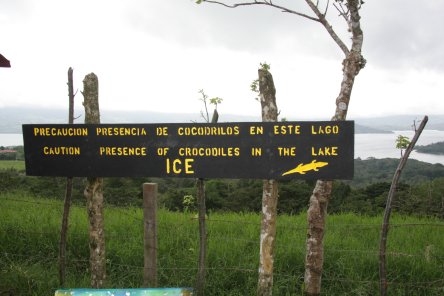 PRECAUCION PRESENCIA DE COCODRILOS EN ESTE LAGO
CAUTION PRESENCE OF CROCODILES IN THE LAKE
ICE